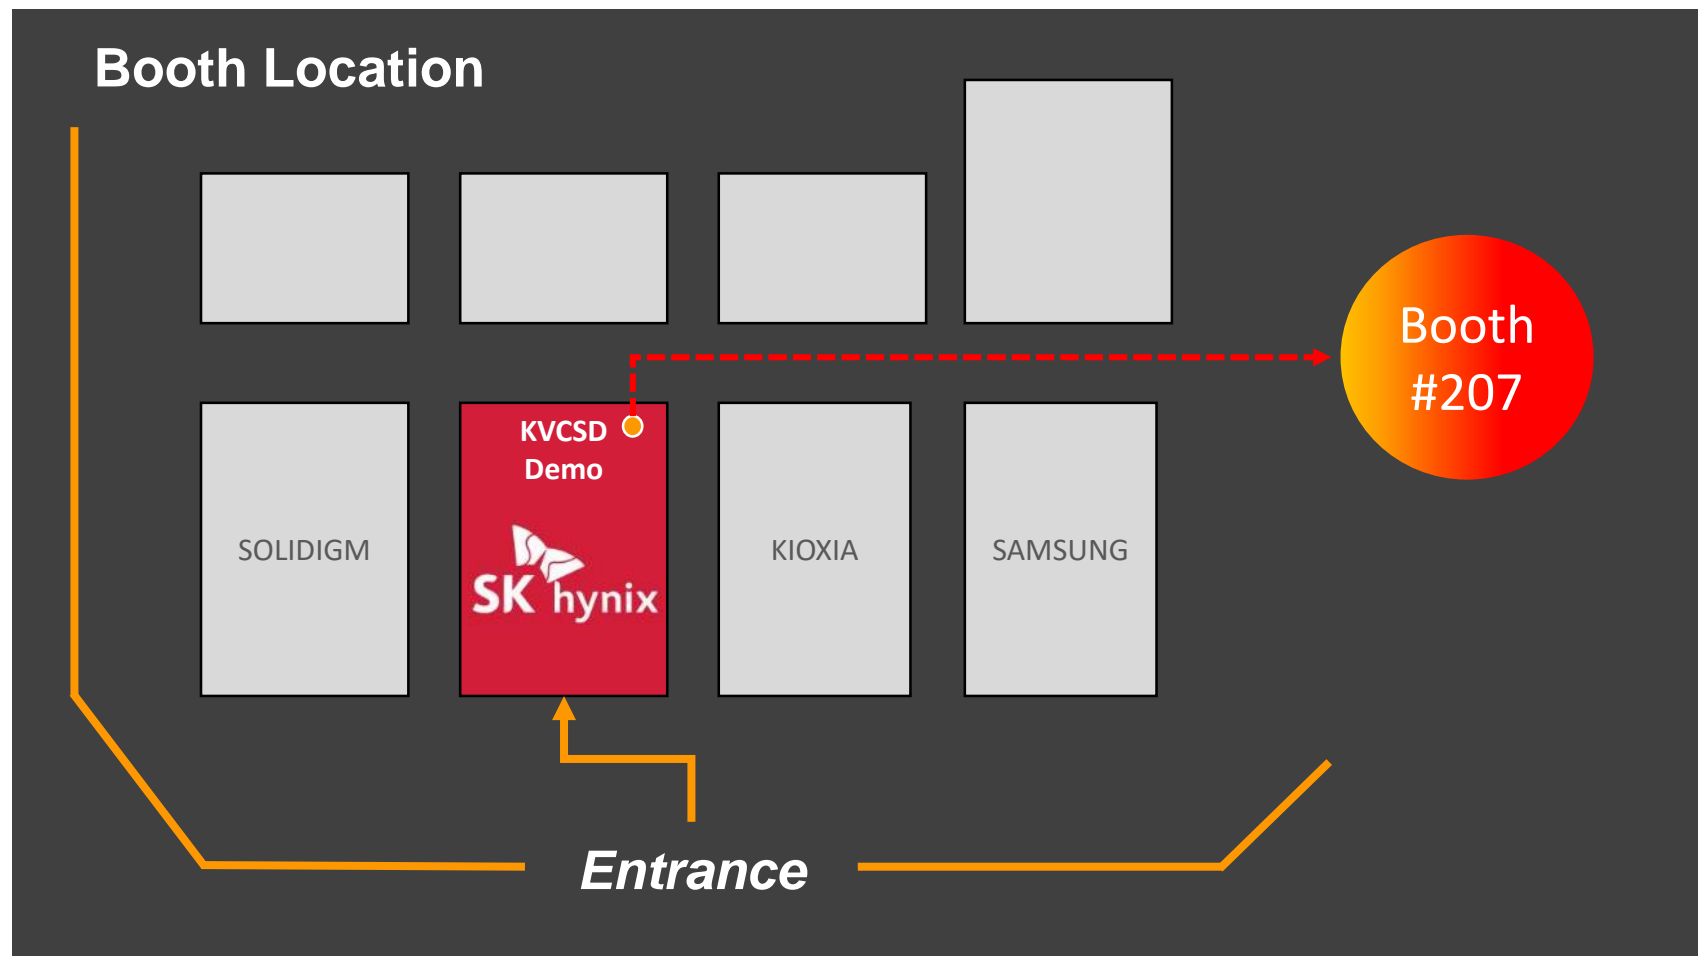 Booth Location
Booth
#207
KVCSD
Demo
SOLIDIGM
SK hynix
KIOXIA
SAMSUNG
Entrance